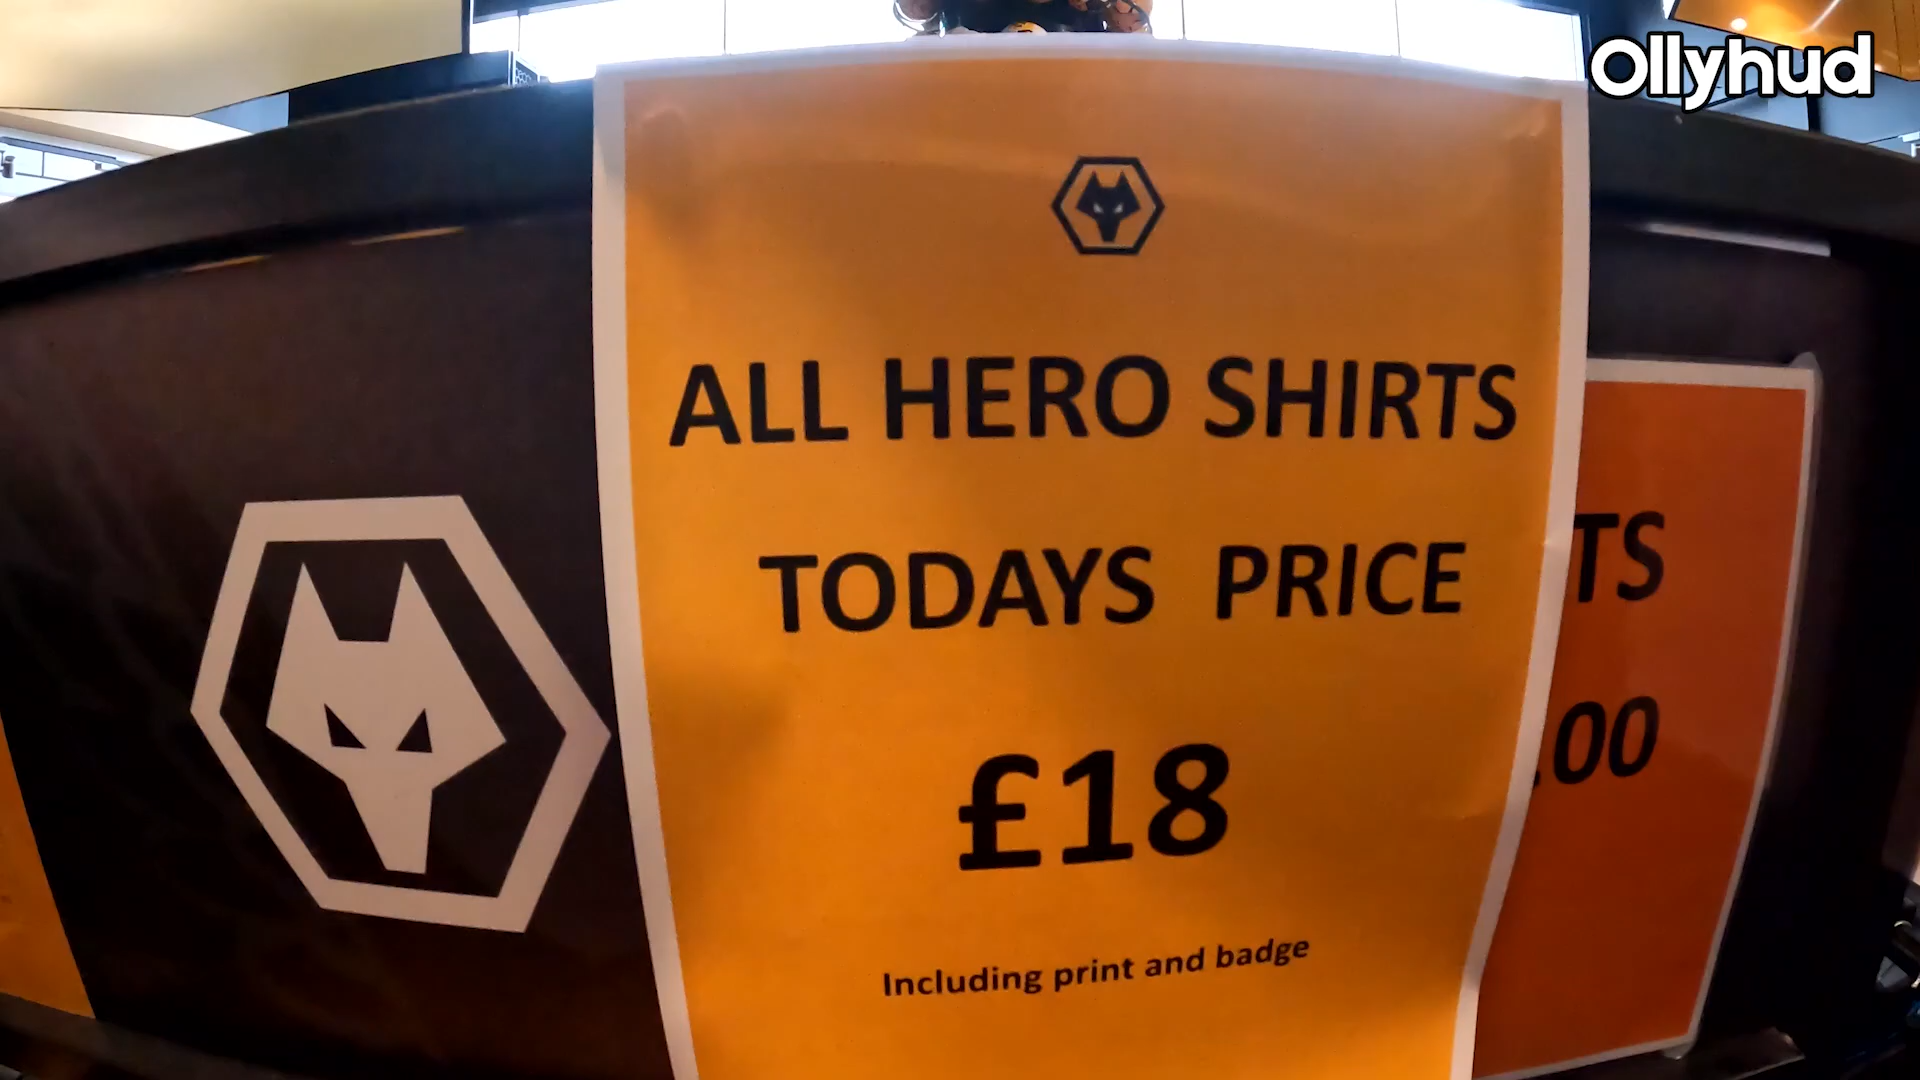 Ollyhud
ALL HERO SHIRTS
TODAYS PRICE
£18
Including print and badge
TS
.00